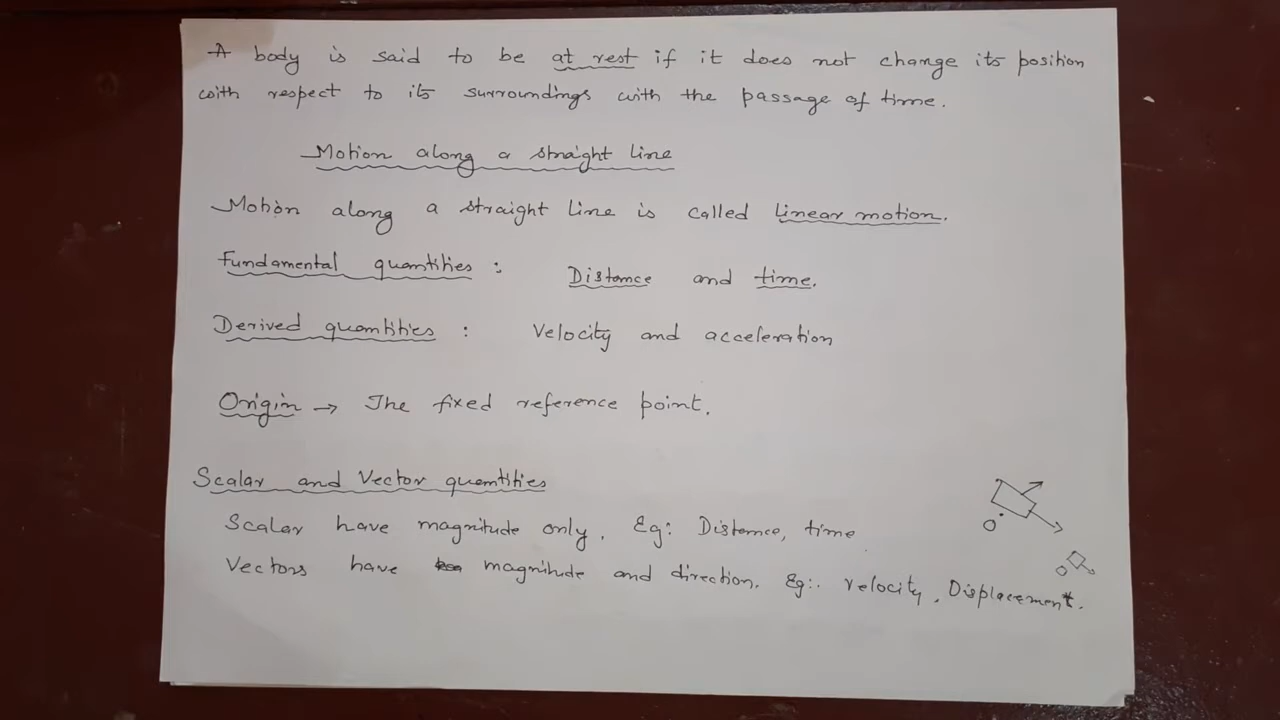 A body is said to be at rest if it does not change its position
with respect to its surroundings with the passage of time.
Motion along a straight line
Motion along a straight line is called linear motion.
Fundamental quantities : Distance and time.
Derived quantities : Velocity and acceleration
Origin → The fixed reference point.
Scalar and Vector quantities
Scalar have magnitude only. Eg: Distance, time
Vectors have magnitude and direction. Eg:. velocity, Displacement.